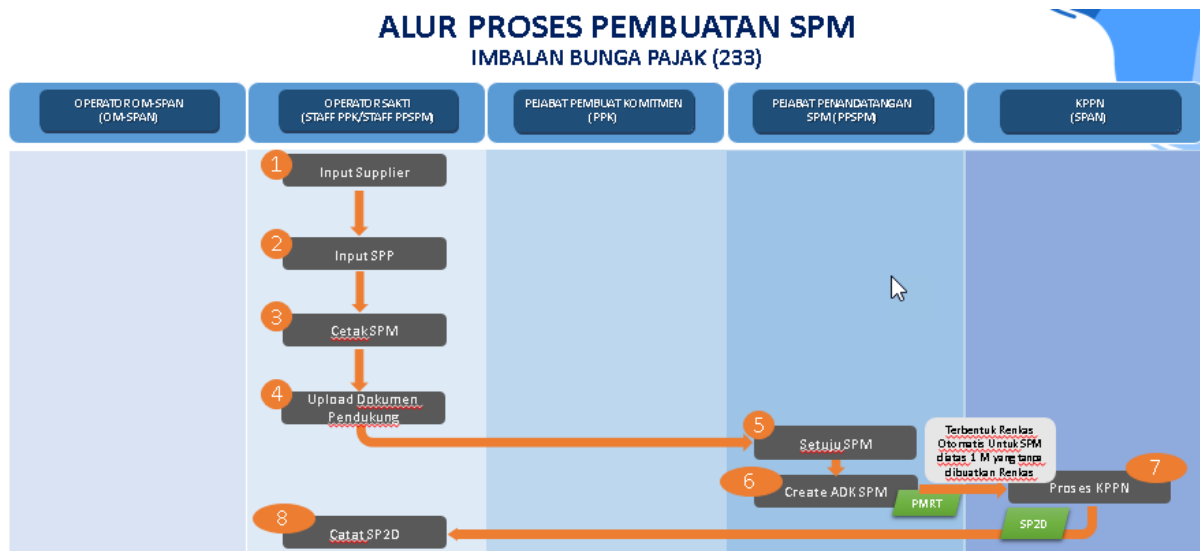 ALUR PROSES PEMBUATAN SPM
IMBALAN BUNGA PAJAK (233)
OPERATOR OM-SPAN
(OM-SPAN)
OPERATOR SAKTI
(STAFF PPK/STAFF PPSPM)
PEJABAT PEMBUAT KOMITMEN
(PPK)
PEJABAT PENANDATANGAN
SPM (PPSPM)
KPPN
(SPAN)
1
Input Supplier
2
Input SPP
3
Cetak SPM
4
Upload Dokumen
Pendukung
5
Setuju SPM
6
Create ADK SPM
PMRT
Terbentuk Renkas
Otomatis Untuk SPM
diatas 1 M yang tanpa
dibuatkan Renkas
7
Proses KPPN
SP2D
8
Catat SP2D